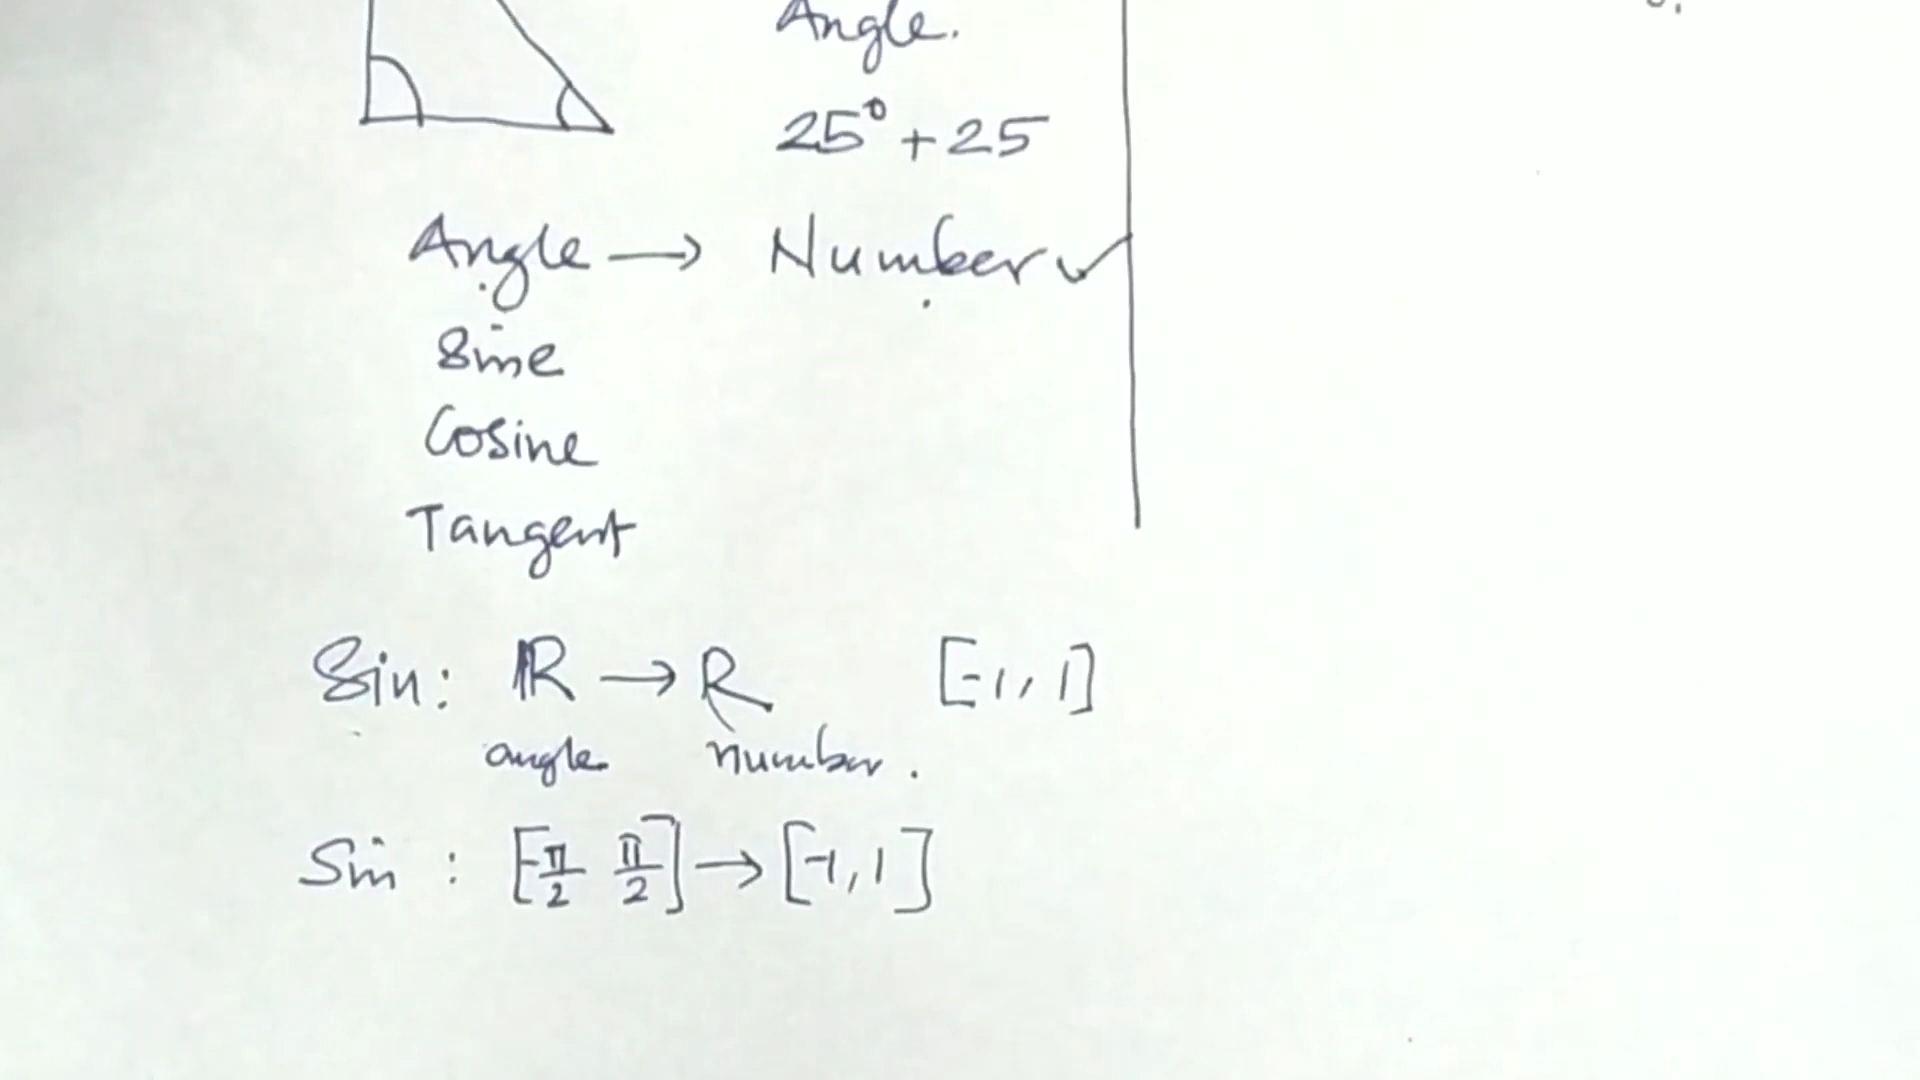 Angle.
25° + 25
Angle → Number ✓
Sine
Cosine
Tangent
Sin: ℝ → R [-1, 1]
angle number.
Sin : [-π/2 π/2] → [-1, 1]